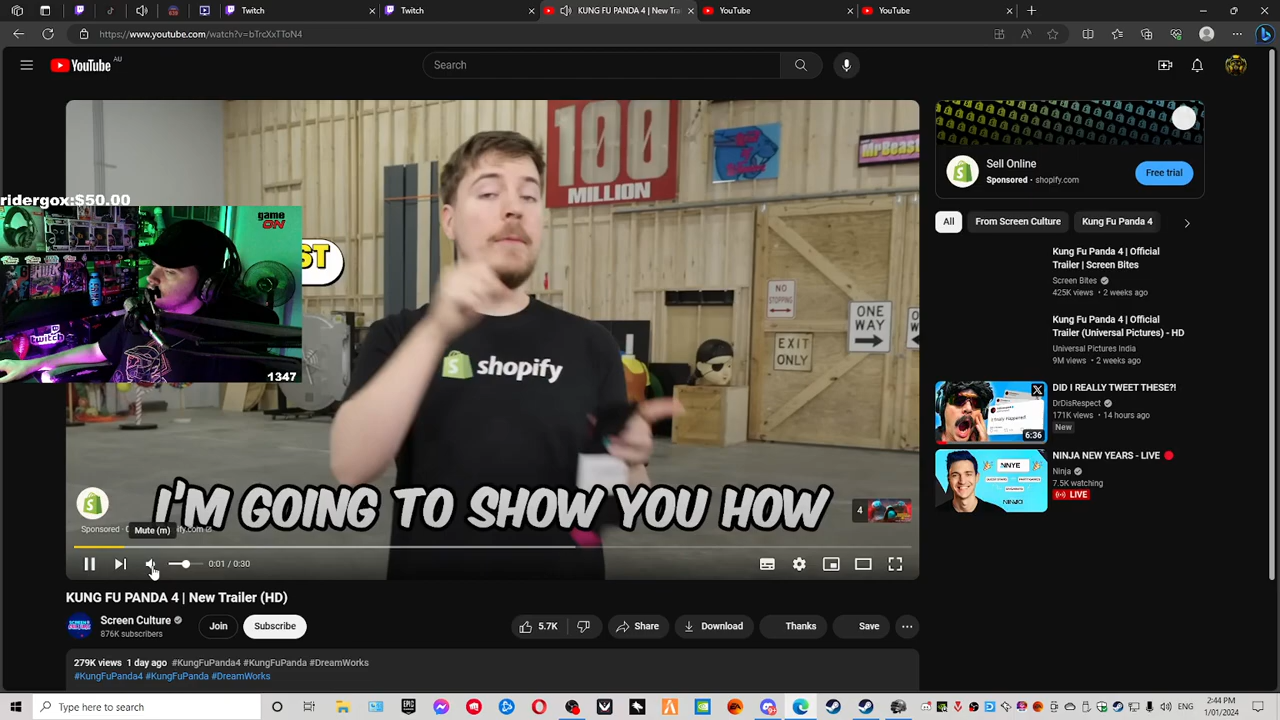 Twitch
Twitch
KUNG FU PANDA 4 | New Tra
YouTube
YouTube
https://www.youtube.com/watch?v=bTrcXxTToN4
YouTube AU
Search
100
MILLION
MrBeast
Sell Online
Sponsored • shopify.com
Free trial
ridergox:$50.00
game
ON
All
From Screen Culture
Kung Fu Panda 4
NO
STOPPING
ONE
WAY
EXIT
ONLY
shopify
twitch
1347
Kung Fu Panda 4 | Official
Trailer | Screen Bites
Screen Bites
425K views • 2 weeks ago
Kung Fu Panda 4 | Official
Trailer (Universal Pictures) - HD
Universal Pictures India
9M views • 2 weeks ago
DID I REALLY TWEET THESE?!
DrDisRespect
171K views • 14 hours ago
New
6:36
NINJA NEW YEARS - LIVE
Ninja
7.5K watching
LIVE
I'M GOING TO SHOW YOU HOW
4
Sponsored
Mute (m)
0:01 / 0:30
KUNG FU PANDA 4 | New Trailer (HD)
Screen Culture
876K subscribers
Join
Subscribe
5.7K
Share
Download
Thanks
Save
279K views 1 day ago #KungFuPanda4 #KungFuPanda #DreamWorks
#KungFuPanda4 #KungFuPanda #DreamWorks
Type here to search
EPIC
2:44 PM
1/01/2024